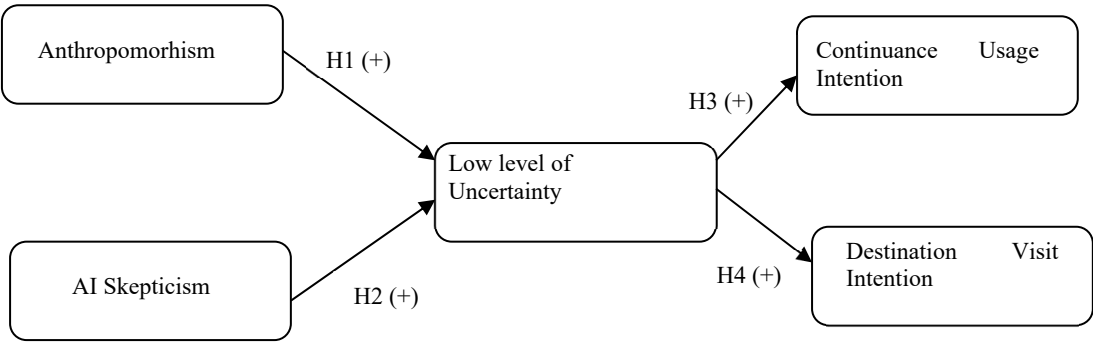 Anthropomorhism
H1 (+)
Continuance Usage
Intention
H3 (+)
Low level of
Uncertainty
AI Skepticism
H2 (+)
H4 (+)
Destination Visit
Intention